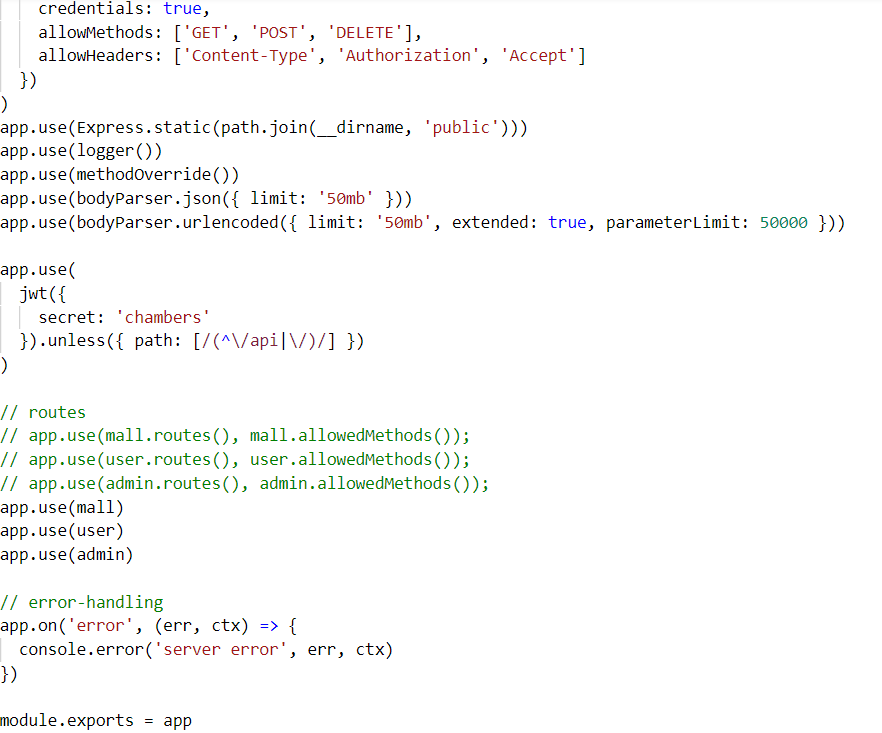 credentials: true,
allowMethods: ['GET', 'POST', 'DELETE'],
allowHeaders: ['Content-Type', 'Authorization', 'Accept']
})
)
app.use(Express.static(path.join(__dirname, 'public')))
app.use(logger())
app.use(methodOverride())
app.use(bodyParser.json({ limit: '50mb' }))
app.use(bodyParser.urlencoded({ limit: '50mb', extended: true, parameterLimit: 50000 }))
app.use(
jwt({
secret: 'chambers'
}).unless({ path: [/(^\/api|\/)/] })
)
// routes
// app.use(mall.routes(), mall.allowedMethods());
// app.use(user.routes(), user.allowedMethods());
// app.use(admin.routes(), admin.allowedMethods());
app.use(mall)
app.use(user)
app.use(admin)
// error-handling
app.on('error', (err, ctx) => {
console.error('server error', err, ctx)
})
module.exports = app